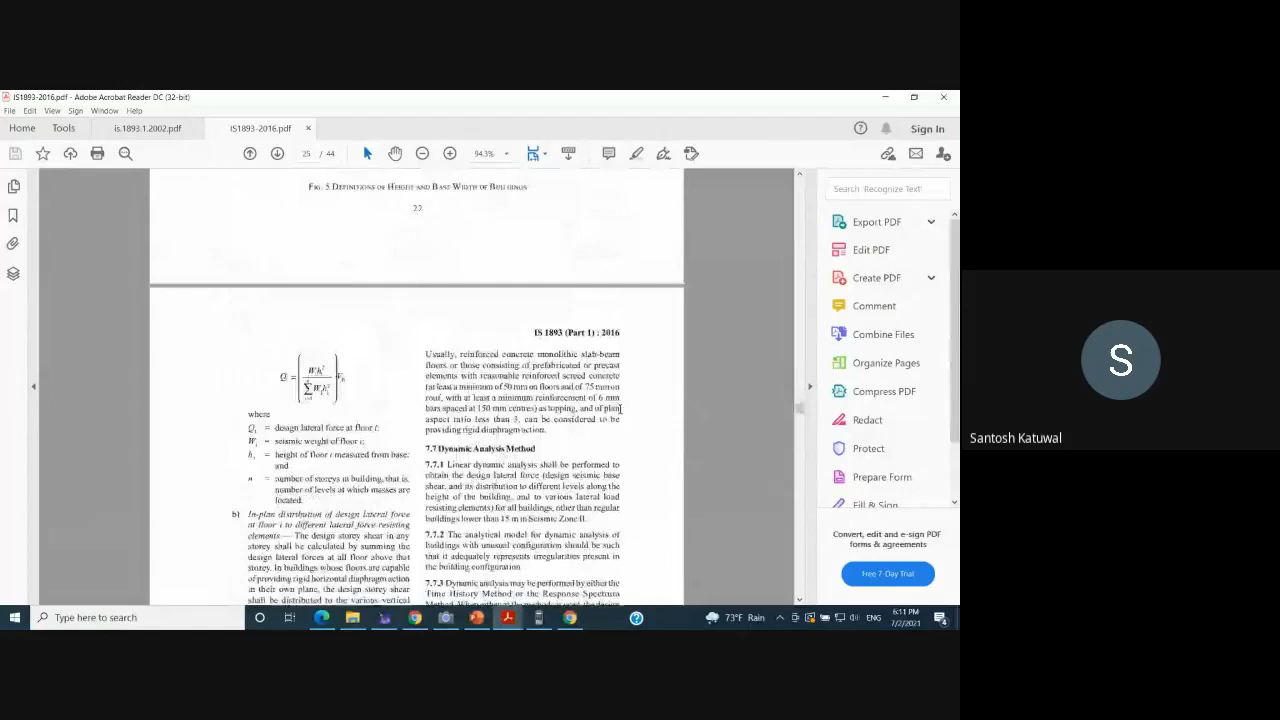 IS1893-2016.pdf - Adobe Acrobat Reader DC (32-bit)
File Edit View Sign Window Help
Home Tools is.1893.1.2002.pdf IS1893-2016.pdf × Sign In
25 / 44 94.3%
FIG. 5 DEFINITIONS OF HEIGHT AND BASE WIDTH OF BUILDINGS
22
IS 1893 (Part 1) : 2016
where
Qi = design lateral force at floor i;
Wi = seismic weight of floor i;
hi = height of floor i measured from base;
and
n = number of storeys in building, that is,
number of levels at which masses are
located.
b) In-plan distribution of design lateral force
at floor i to different lateral force resisting
elements — The design storey shear in any
storey shall be calculated by summing the
design lateral forces at all floor above that
storey. In buildings whose floors are capable
of providing rigid horizontal diaphragm action
in their own plane, the design storey shear
shall be distributed to the various vertical
Usually, reinforced concrete monolithic slab-beam
floors or those consisting of prefabricated or precast
elements with reasonable reinforced screed concrete
(at least a minimum of 50 mm on floors and of 75 mm on
roof, with at least a minimum reinforcement of 6 mm
bars spaced at 150 mm centres) as topping, and of plan
aspect ratio less than 3, can be considered to be
providing rigid diaphragm action.
7.7 Dynamic Analysis Method
7.7.1 Linear dynamic analysis shall be performed to
obtain the design lateral force (design seismic base
shear, and its distribution to different levels along the
height of the building, and to various lateral load
resisting elements) for all buildings, other than regular
buildings lower than 15 m in Seismic Zone II.
7.7.2 The analytical model for dynamic analysis of
buildings with unusual configuration should be such
that it adequately represents irregularities present in
the building configuration
7.7.3 Dynamic analysis may be performed by either the
Time History Method or the Response Spectrum
Search 'Recognize Text'
Export PDF
Edit PDF
Create PDF
Comment
Combine Files
Organize Pages
Compress PDF
Redact
Protect
Prepare Form
Fill & Sign
Convert, edit and e-sign PDF
forms & agreements
Free 7-Day Trial
Type here to search
73°F Rain ENG 6:11 PM
7/2/2021
4
S
Santosh Katuwal